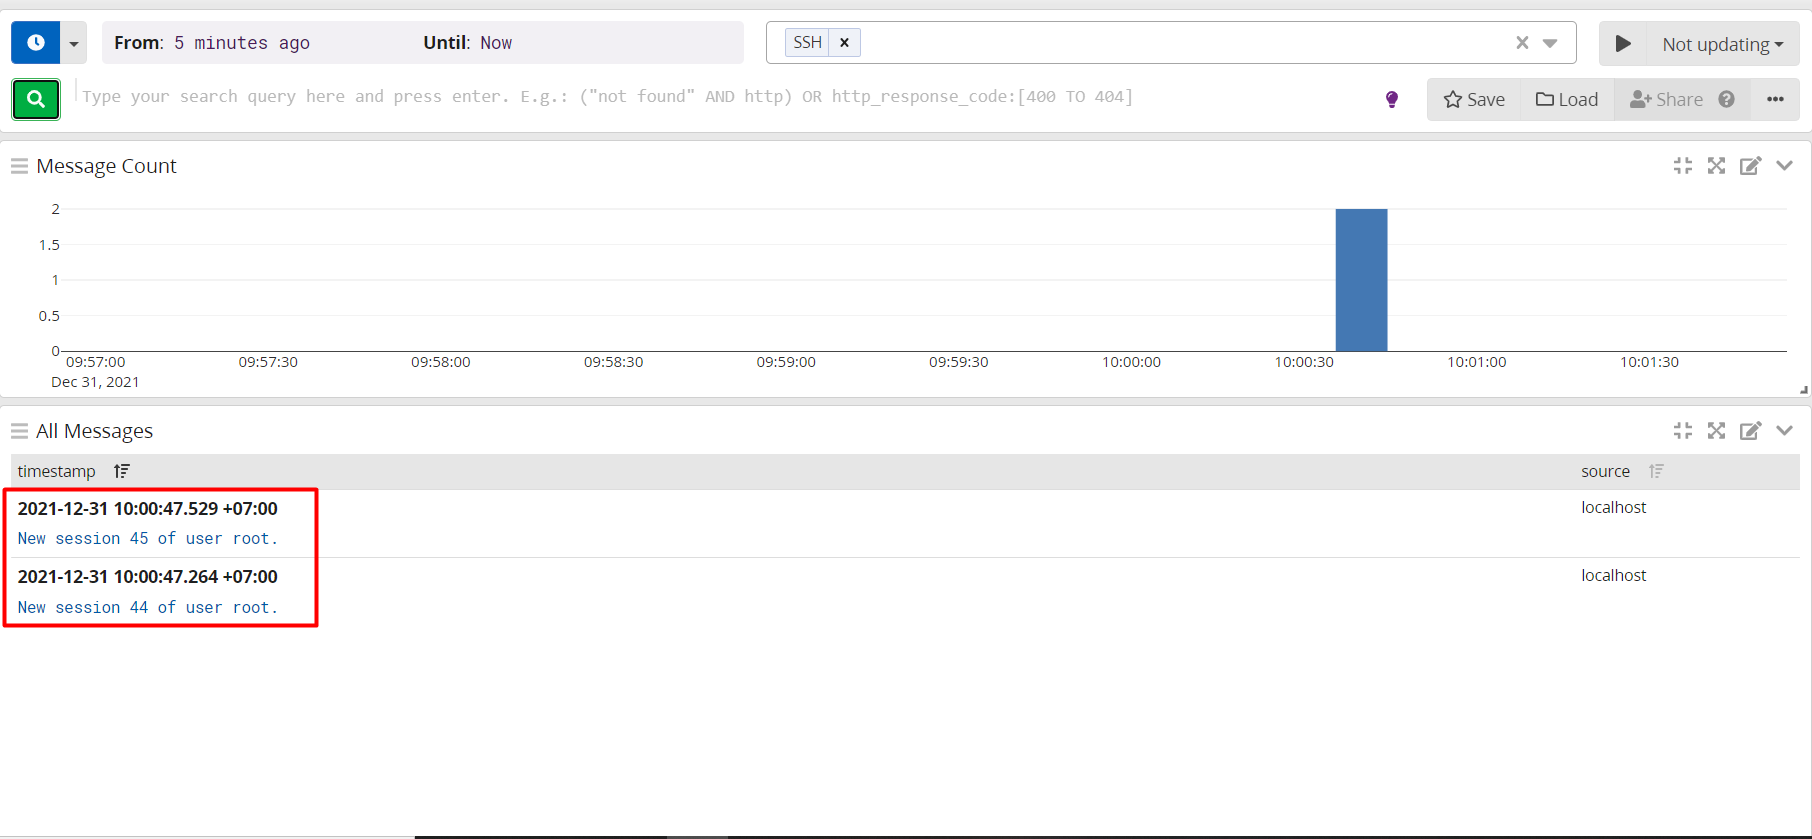 From: 5 minutes ago Until: Now SSH Not updating
Type your search query here and press enter. E.g.: ("not found" AND http) OR http_response_code:[400 TO 404] Save Load Share
Message Count
2
1.5
1
0.5
0
09:57:00 09:57:30 09:58:00 09:58:30 09:59:00 09:59:30 10:00:00 10:00:30 10:01:00 10:01:30
Dec 31, 2021
All Messages
timestamp source
2021-12-31 10:00:47.529 +07:00 localhost
New session 45 of user root.
2021-12-31 10:00:47.264 +07:00 localhost
New session 44 of user root.